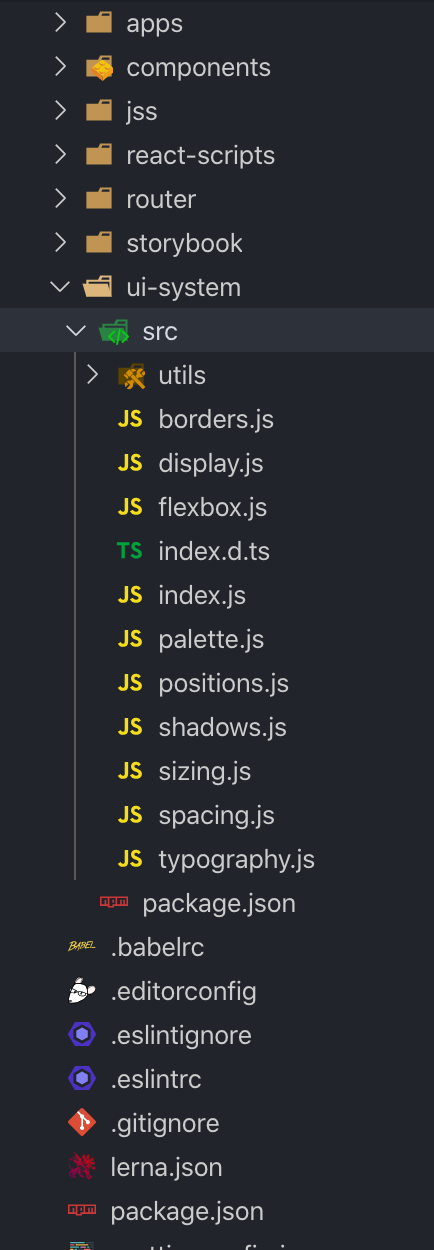 apps
components
jss
react-scripts
router
storybook
ui-system
src
utils
JS borders.js
JS display.js
JS flexbox.js
TS index.d.ts
JS index.js
JS palette.js
JS positions.js
JS shadows.js
JS sizing.js
JS spacing.js
JS typography.js
npm package.json
BABEL .babelrc
.editorconfig
.eslintignore
.eslintrc
.gitignore
lerna.json
npm package.json